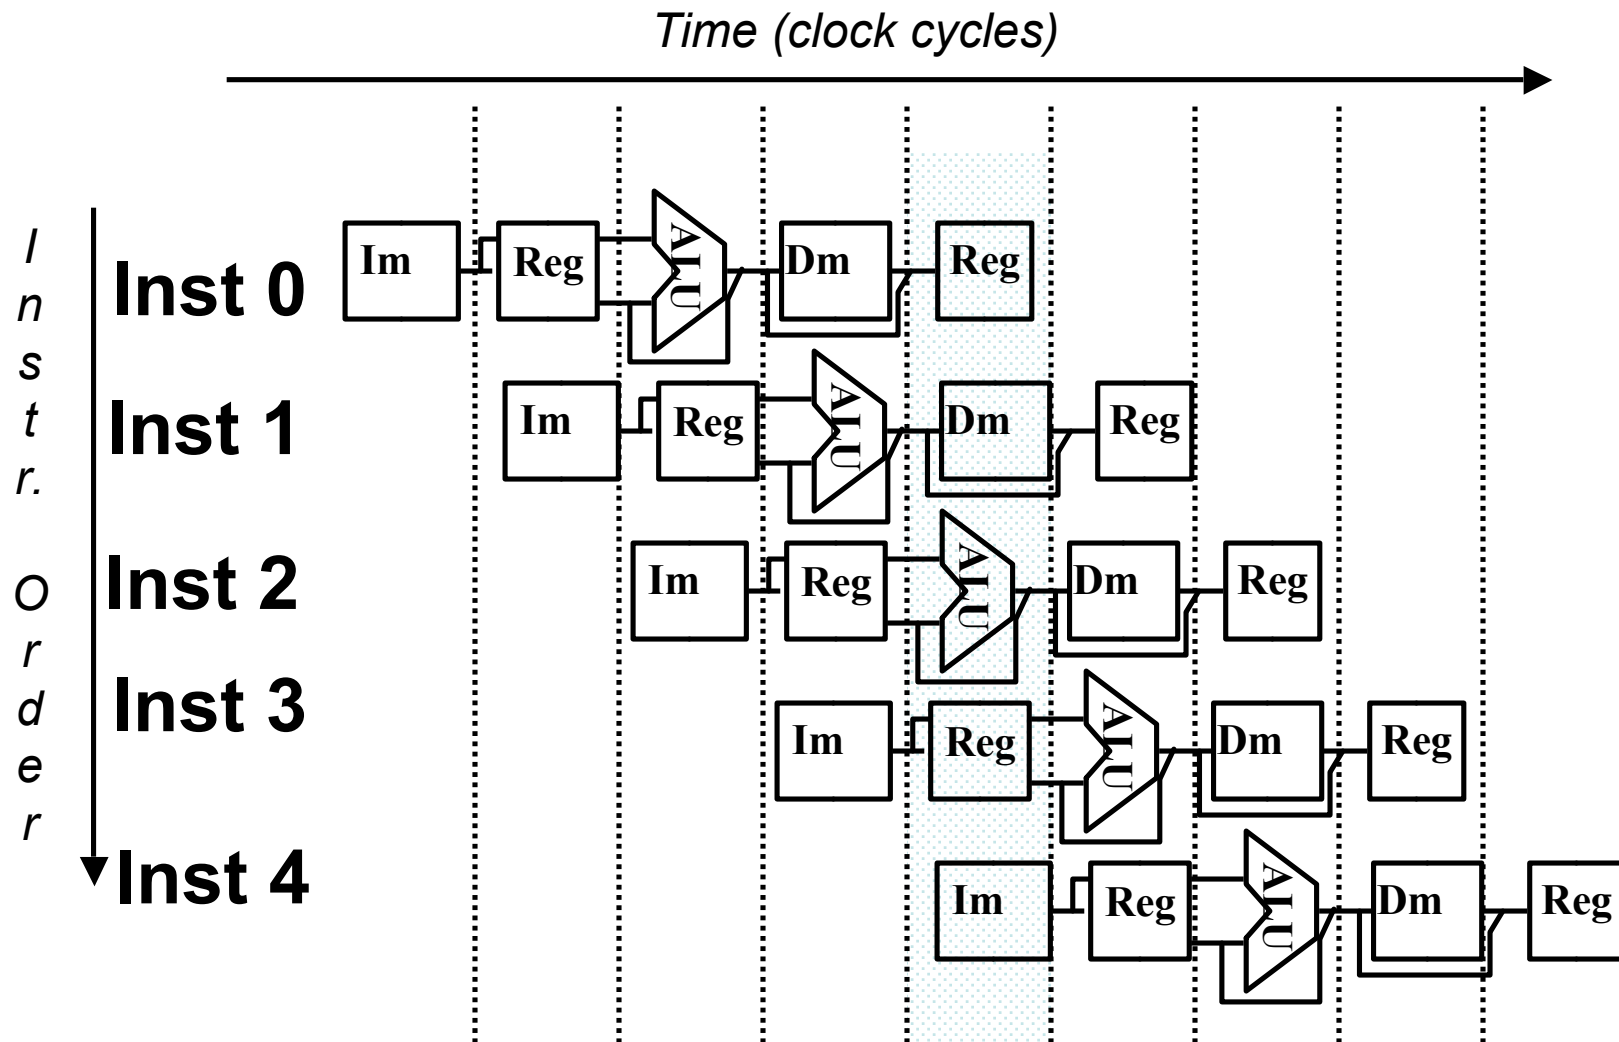 Time (clock cycles)
Instr. Order
Inst 0
Im
Reg
ALU
Dm
Reg
Inst 1
Im
Reg
ALU
Dm
Reg
Inst 2
Im
Reg
ALU
Dm
Reg
Inst 3
Im
Reg
ALU
Dm
Reg
Inst 4
Im
Reg
ALU
Dm
Reg